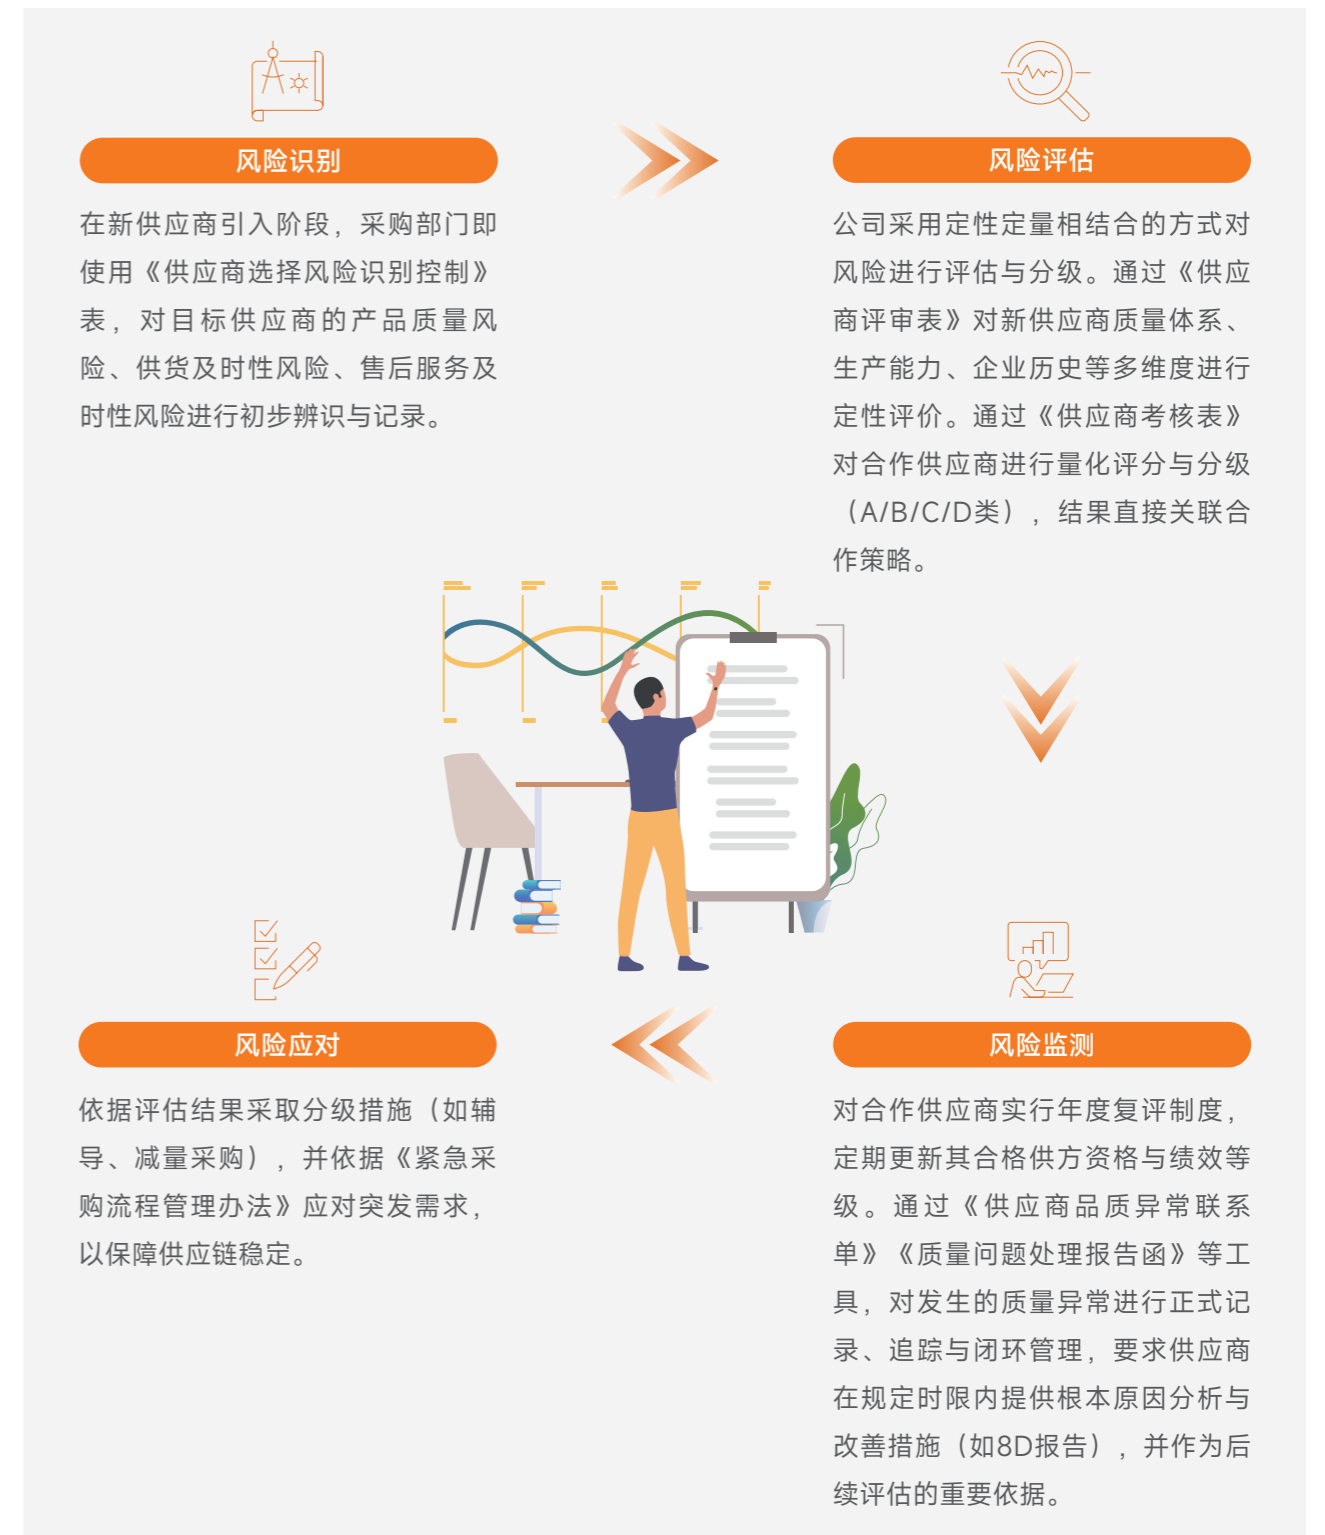 风险识别
在新供应商引入阶段，采购部门即
使用《供应商选择风险识别控制》
表，对目标供应商的产品质量风
险、供货及时性风险、售后服务及
时性风险进行初步辨识与记录。
风险评估
公司采用定性定量相结合的方式对
风险进行评估与分级。通过《供应
商评审表》对新供应商质量体系、
生产能力、企业历史等多维度进行
定性评价。通过《供应商考核表》
对合作供应商进行量化评分与分级
（A/B/C/D类），结果直接关联合
作策略。
风险监测
对合作供应商实行年度复评制度，
定期更新其合格供方资格与绩效等
级。通过《供应商品质异常联系
单》《质量问题处理报告函》等工
具，对发生的质量异常进行正式记
录、追踪与闭环管理，要求供应商
在规定时限内提供根本原因分析与
改善措施（如8D报告），并作为后
续评估的重要依据。
风险应对
依据评估结果采取分级措施（如辅
导、减量采购），并依据《紧急采
购流程管理办法》应对突发需求，
以保障供应链稳定。